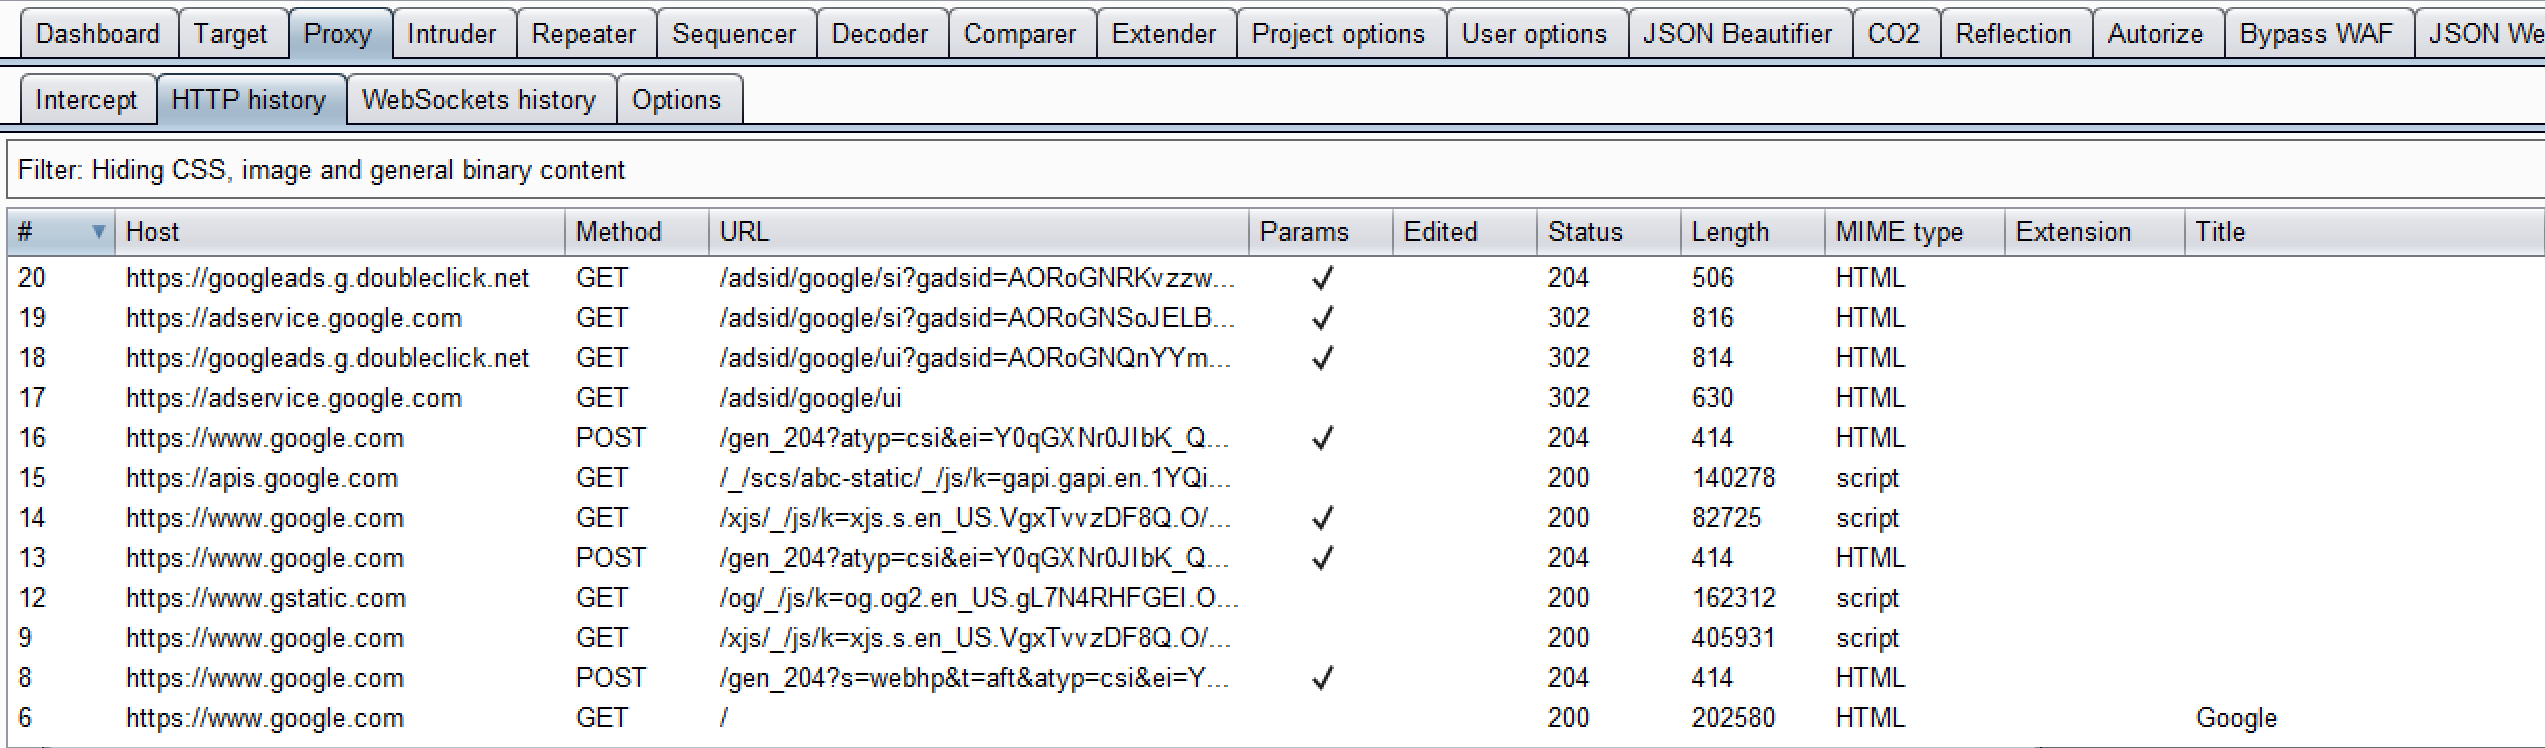 Dashboard Target Proxy Intruder Repeater Sequencer Decoder Comparer Extender Project options User options JSON Beautifier CO2 Reflection Autorize Bypass WAF JSON We
Intercept HTTP history WebSockets history Options
Filter: Hiding CSS, image and general binary content
# Host Method URL Params Edited Status Length MIME type Extension Title
20 https://googleads.g.doubleclick.net GET /adsid/google/si?gadsid=AORoGNRKvzzw... ✓ 204 506 HTML
19 https://adservice.google.com GET /adsid/google/si?gadsid=AORoGNSoJELB... ✓ 302 816 HTML
18 https://googleads.g.doubleclick.net GET /adsid/google/ui?gadsid=AORoGNQnYYm... ✓ 302 814 HTML
17 https://adservice.google.com GET /adsid/google/ui 302 630 HTML
16 https://www.google.com POST /gen_204?atyp=csi&ei=Y0qGXNr0JIbK_Q... ✓ 204 414 HTML
15 https://apis.google.com GET /_/scs/abc-static/_/js/k=gapi.gapi.en.1YQi... 200 140278 script
14 https://www.google.com GET /xjs/_/js/k=xjs.s.en_US.VgxTvvzDF8Q.O/... ✓ 200 82725 script
13 https://www.google.com POST /gen_204?atyp=csi&ei=Y0qGXNr0JIbK_Q... ✓ 204 414 HTML
12 https://www.gstatic.com GET /og/_/js/k=og.og2.en_US.gL7N4RHFGEI.O... 200 162312 script
9 https://www.google.com GET /xjs/_/js/k=xjs.s.en_US.VgxTvvzDF8Q.O/... 200 405931 script
8 https://www.google.com POST /gen_204?s=webhp&t=aft&atyp=csi&ei=Y... ✓ 204 414 HTML
6 https://www.google.com GET / 200 202580 HTML Google